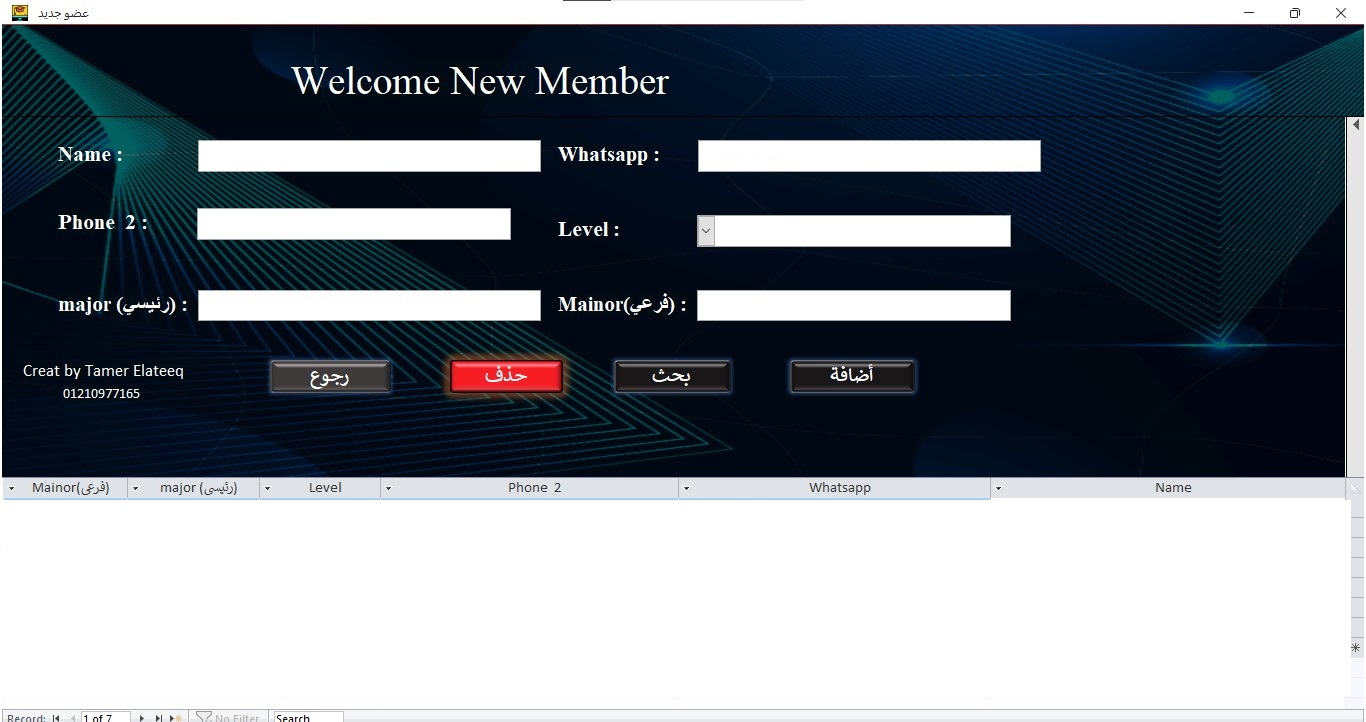 عضو جديد
Welcome New Member
Name :
Whatsapp :
Phone 2 :
Level :
major (رئيسي) :
Mainor(فرعي) :
Creat by Tamer Elateeq
01210977165
رجوع
حذف
بحث
أضافة
Mainor(فرعي)
major (رئيسي)
Level
Phone 2
Whatsapp
Name
Record: 1 of 7 No Filter Search